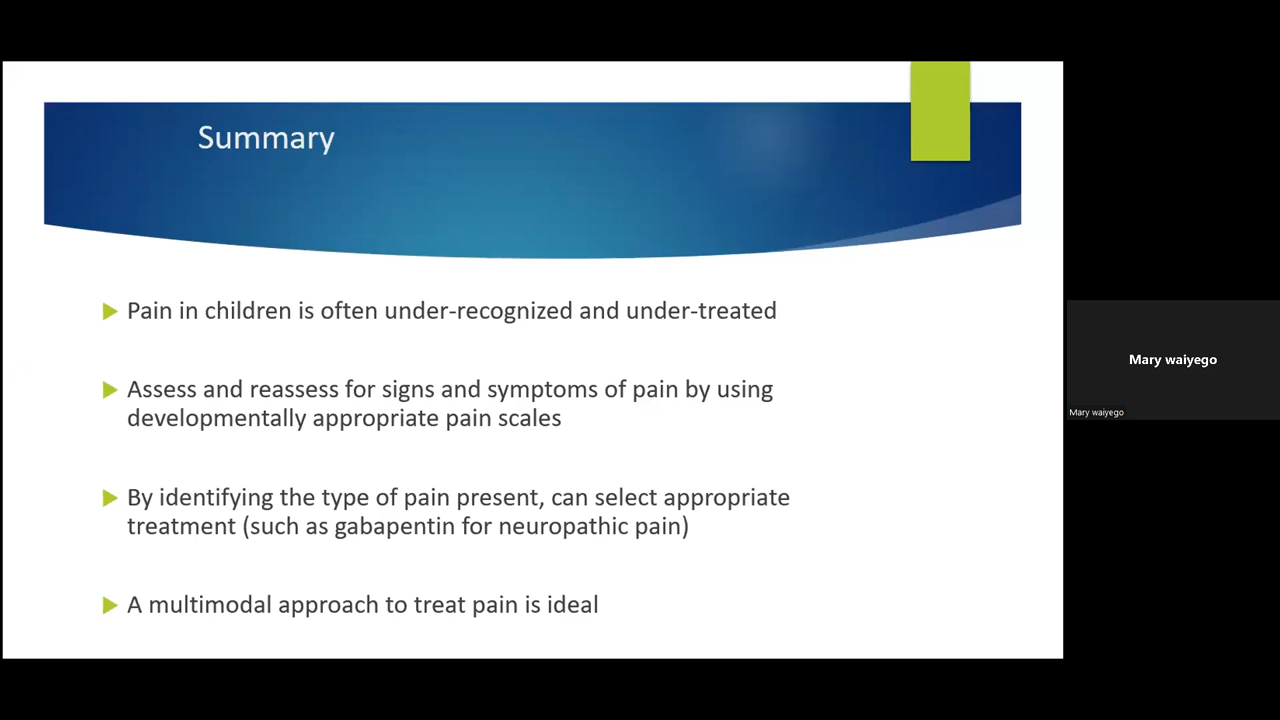 Summary
Pain in children is often under-recognized and under-treated
Assess and reassess for signs and symptoms of pain by using
developmentally appropriate pain scales
By identifying the type of pain present, can select appropriate
treatment (such as gabapentin for neuropathic pain)
A multimodal approach to treat pain is ideal
Mary waiyego
Mary waiyego